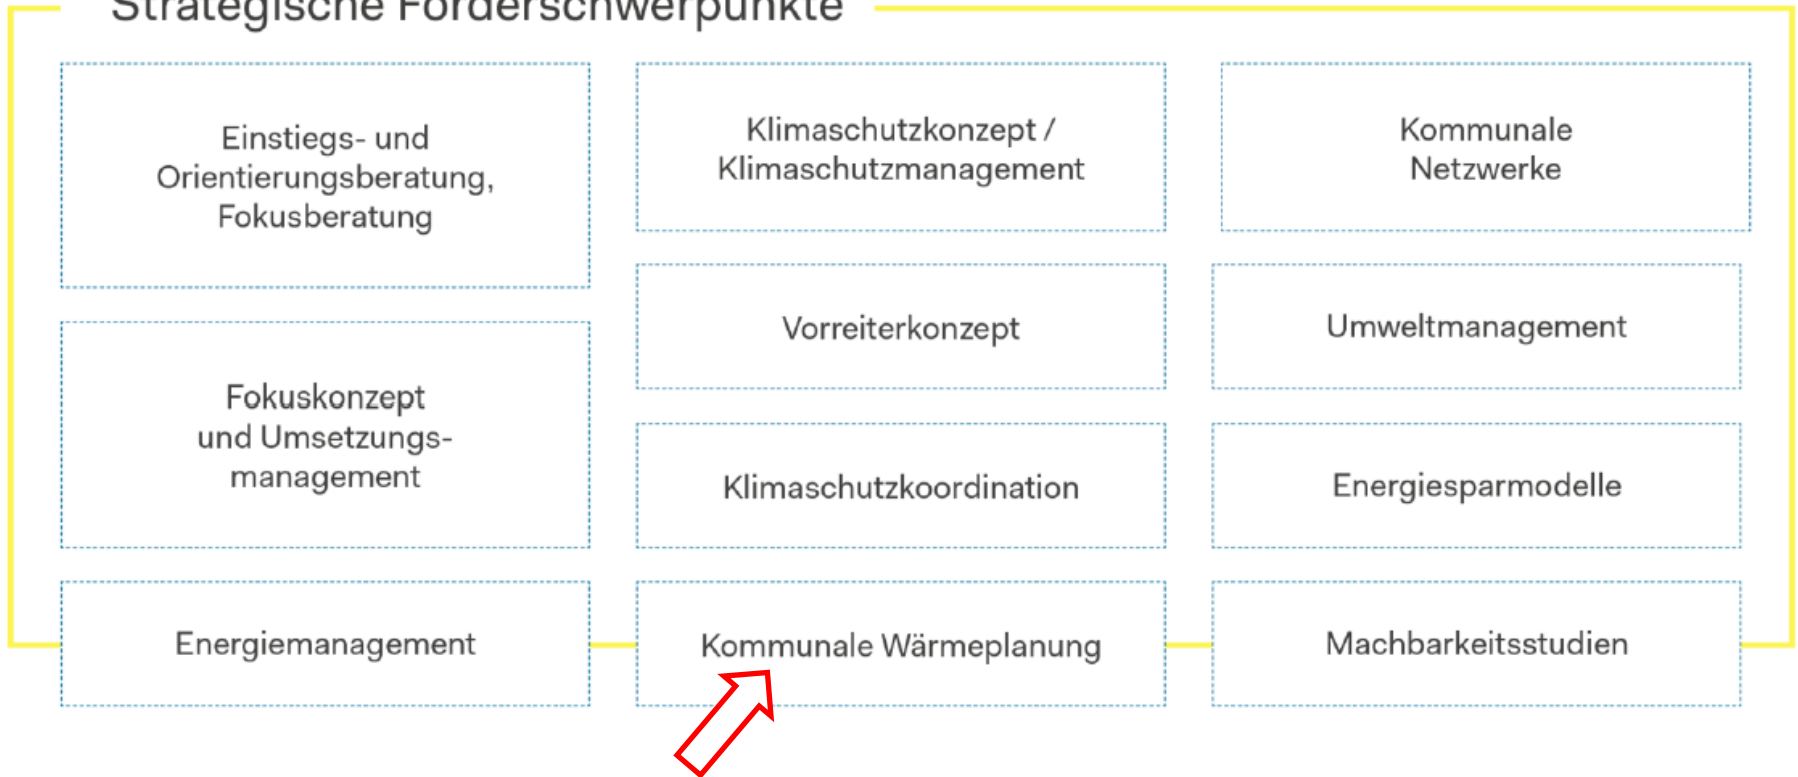 Strategische Förderschwerpunkte
Einstiegs- und
Orientierungsberatung,
Fokusberatung
Fokuskonzept
und Umsetzungs-
management
Energiemanagement
Klimaschutzkonzept /
Klimaschutzmanagement
Vorreiterkonzept
Klimaschutzkoordination
Kommunale Wärmeplanung
Kommunale
Netzwerke
Umweltmanagement
Energiesparmodelle
Machbarkeitsstudien